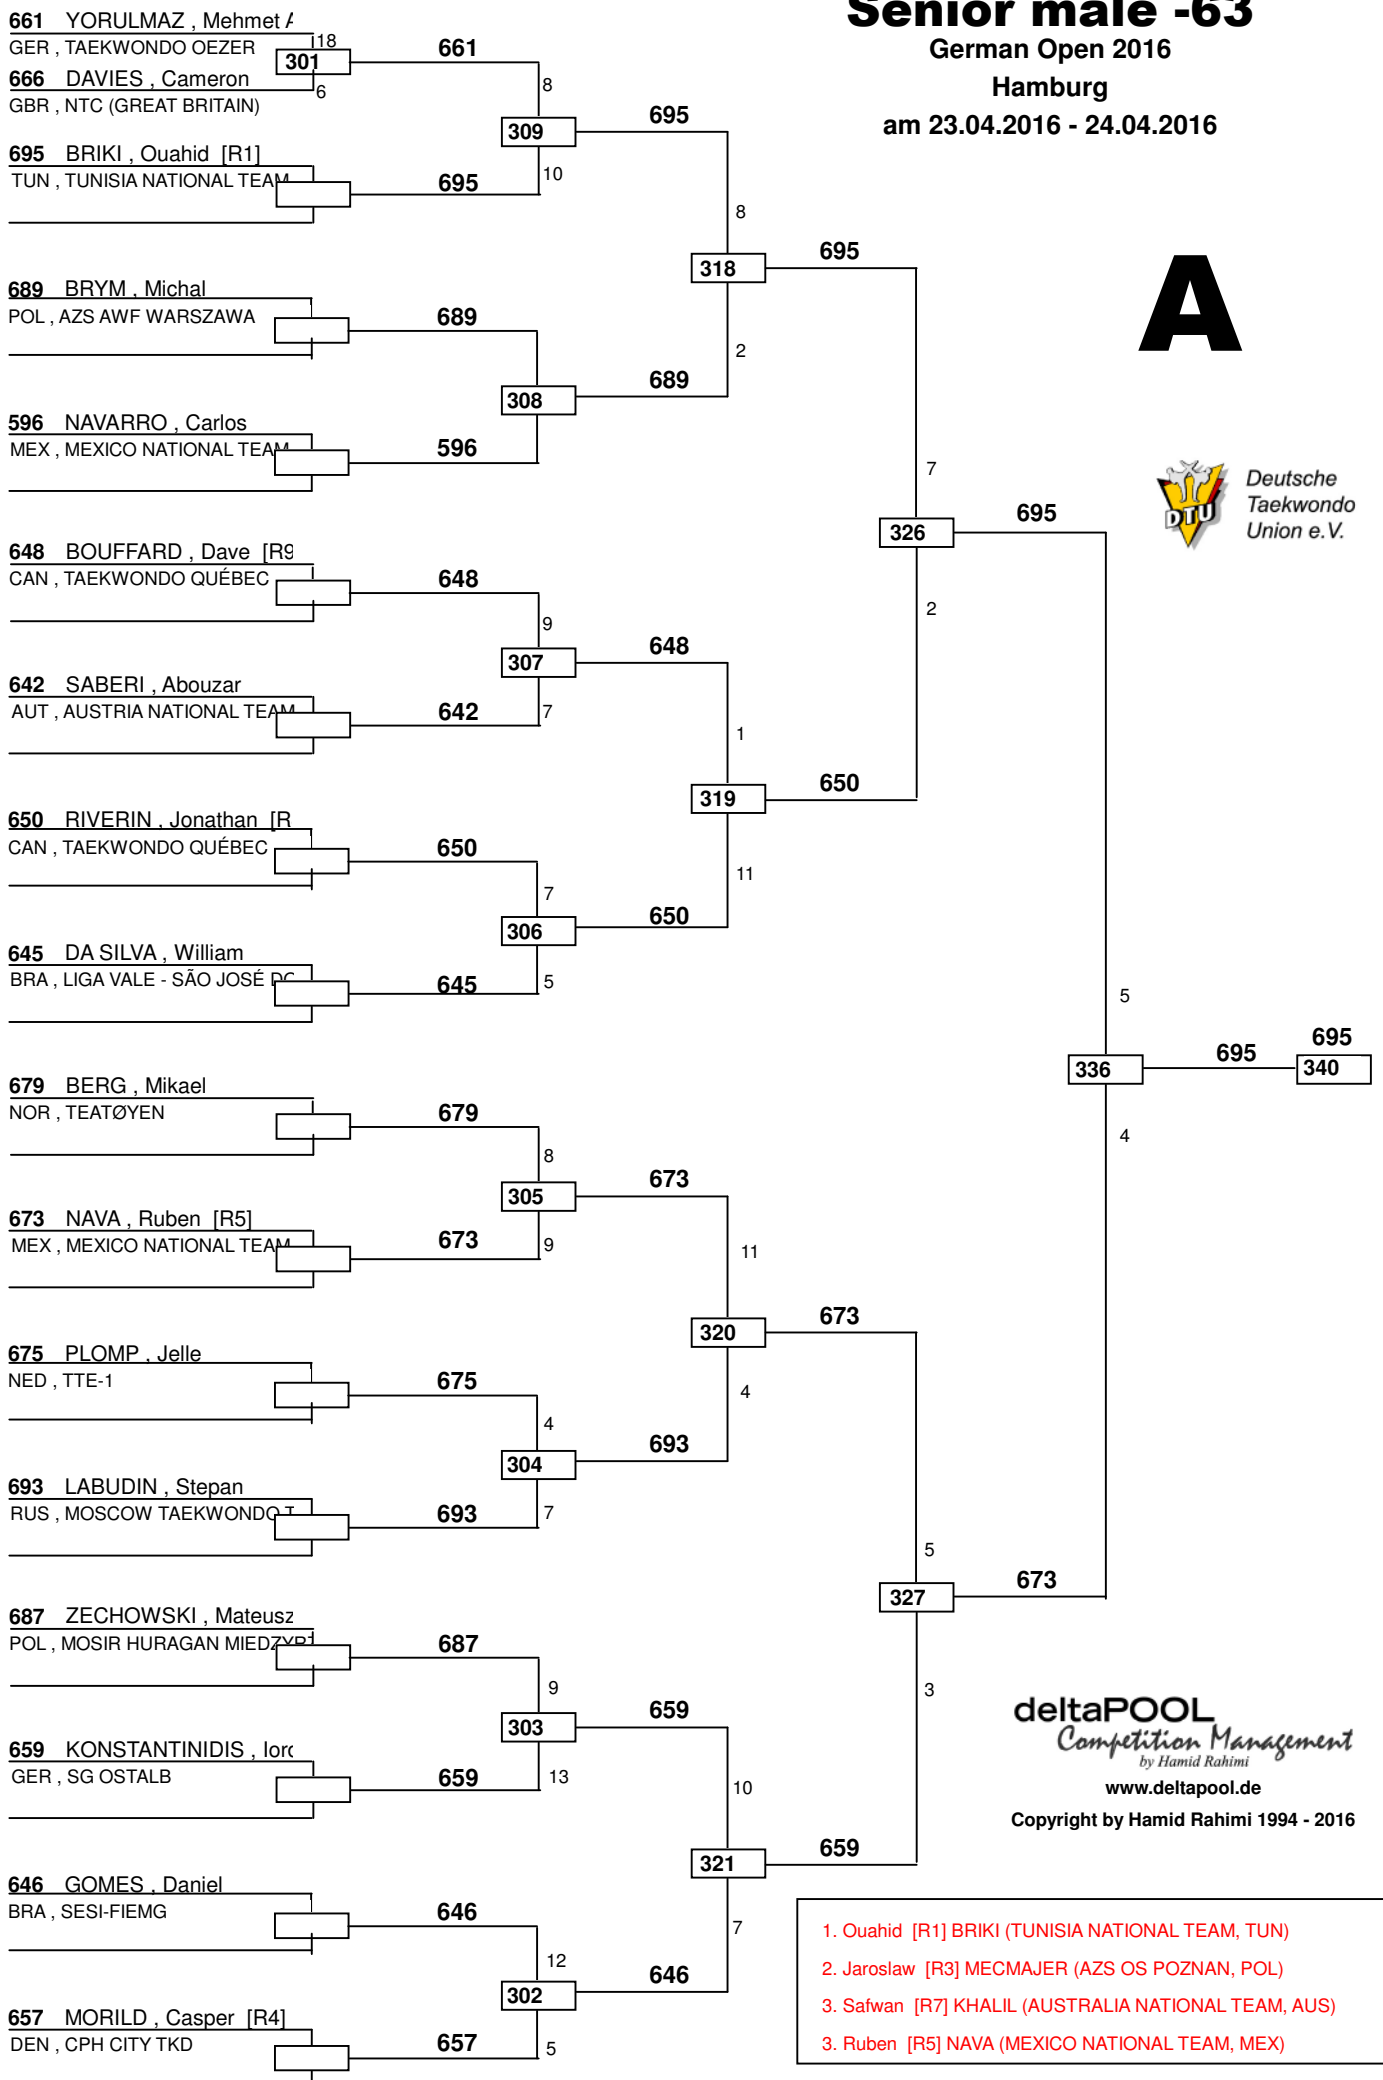 Senior male -63
German Open 2016
Hamburg
am 23.04.2016 - 24.04.2016
A
DTU
Deutsche
Taekwondo
Union e.V.
661 YORULMAZ , Mehmet A
GER , TAEKWONDO OEZER
18
301
661
666 DAVIES , Cameron
6
GBR , NTC (GREAT BRITAIN)
8
309
695
10
695 BRIKI , Ouahid [R1]
TUN , TUNISIA NATIONAL TEAM
695
8
318
695
2
689 BRYM , Michal
POL , AZS AWF WARSZAWA
689
308
689
596 NAVARRO , Carlos
MEX , MEXICO NATIONAL TEAM
596
7
326
695
2
648 BOUFFARD , Dave [R9
CAN , TAEKWONDO QUÉBEC
648
9
307
648
7
642 SABERI , Abouzar
AUT , AUSTRIA NATIONAL TEAM
642
1
319
650
11
650 RIVERIN , Jonathan [R
CAN , TAEKWONDO QUÉBEC
650
7
306
650
5
645 DA SILVA , William
BRA , LIGA VALE - SÃO JOSÉ DO
645
5
336
695
695
340
4
679 BERG , Mikael
NOR , TEATØYEN
679
8
305
673
9
673 NAVA , Ruben [R5]
MEX , MEXICO NATIONAL TEAM
673
11
320
673
4
675 PLOMP , Jelle
NED , TTE-1
675
4
304
693
7
693 LABUDIN , Stepan
RUS , MOSCOW TAEKWONDO T
693
5
327
673
3
687 ZECHOWSKI , Mateusz
POL , MOSIR HURAGAN MIEDZYRZ
687
9
303
659
13
659 KONSTANTINIDIS , Iord
GER , SG OSTALB
659
10
321
659
7
646 GOMES , Daniel
BRA , SESI-FIEMG
646
12
302
646
5
657 MORILD , Casper [R4]
DEN , CPH CITY TKD
657
deltaPOOL
Competition Management
by Hamid Rahimi
www.deltapool.de
Copyright by Hamid Rahimi 1994 - 2016
1. Ouahid [R1] BRIKI (TUNISIA NATIONAL TEAM, TUN)
2. Jaroslaw [R3] MECMAJER (AZS OS POZNAN, POL)
3. Safwan [R7] KHALIL (AUSTRALIA NATIONAL TEAM, AUS)
3. Ruben [R5] NAVA (MEXICO NATIONAL TEAM, MEX)